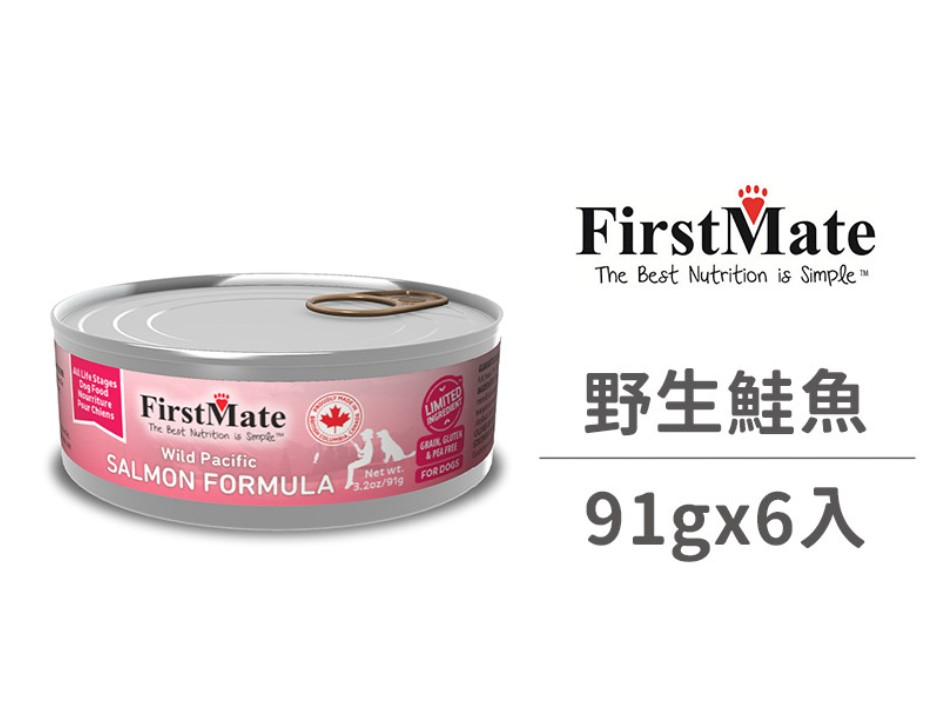 All Life Stages
Dog Food
Nourriture
Pour Chiens
FirstMate
The Best Nutrition is Simple™
Wild Pacific
SALMON FORMULA
Net wt.
3.2oz/91g
LIMITED
INGREDIENT
GRAIN, GLUTEN
& PEA FREE
FOR DOGS
FirstMate
The Best Nutrition is Simple™
野生鮭魚
91gx6入